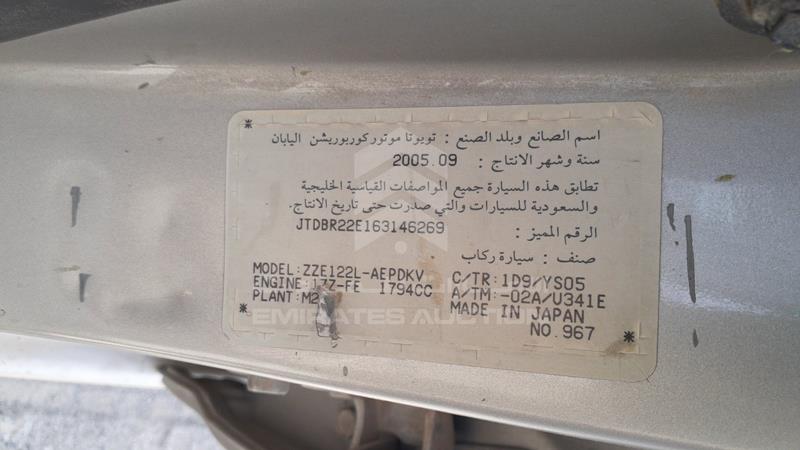 اسم الصانع وبلد الصنع : تويوتا موتور كوربوريشن اليابان
سنة وشهر الانتاج : 2005.09
تطابق هذه السيارة جميع المواصفات القياسية الخليجية
والسعودية للسيارات والتي صدرت حتى تاريخ الانتاج.
الرقم المميز : JTDBR22E163146269
صنف : سيارة ركاب
MODEL:ZZE122L-AEPDKV C/TR:1D9/YS05
ENGINE:1ZZ-FE 1794CC A/TM:-02A/U341E
PLANT:M2 MADE IN JAPAN
NO.967
EMIRATES AUCTION